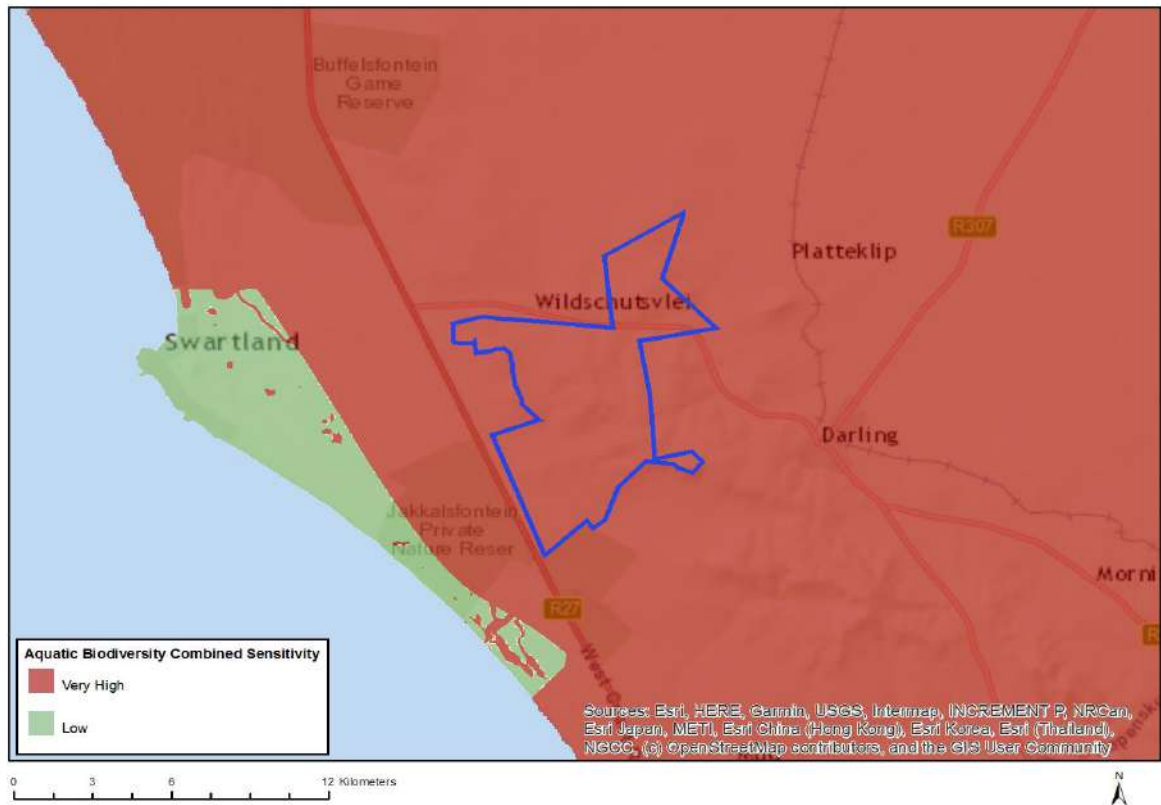 Buffelsfontein
Game
Reserve
R307
Platteklip
Wildschutsvlei
Swartland
Darling
Jakkalsfontein
Private
Nature Reser
Morni
R27
West-C
R
Aquatic Biodiversity Combined Sensitivity
Very High
Low
Sources: Esri, HERE, Garmin, USGS, Intermap, INCREMENT P, NRCan,
Esri Japan, METI, Esri China (Hong Kong), Esri Korea, Esri (Thailand),
NGCC, (c) OpenStreetMap contributors, and the GIS User Community
0 3 6 12 Kilometers
N